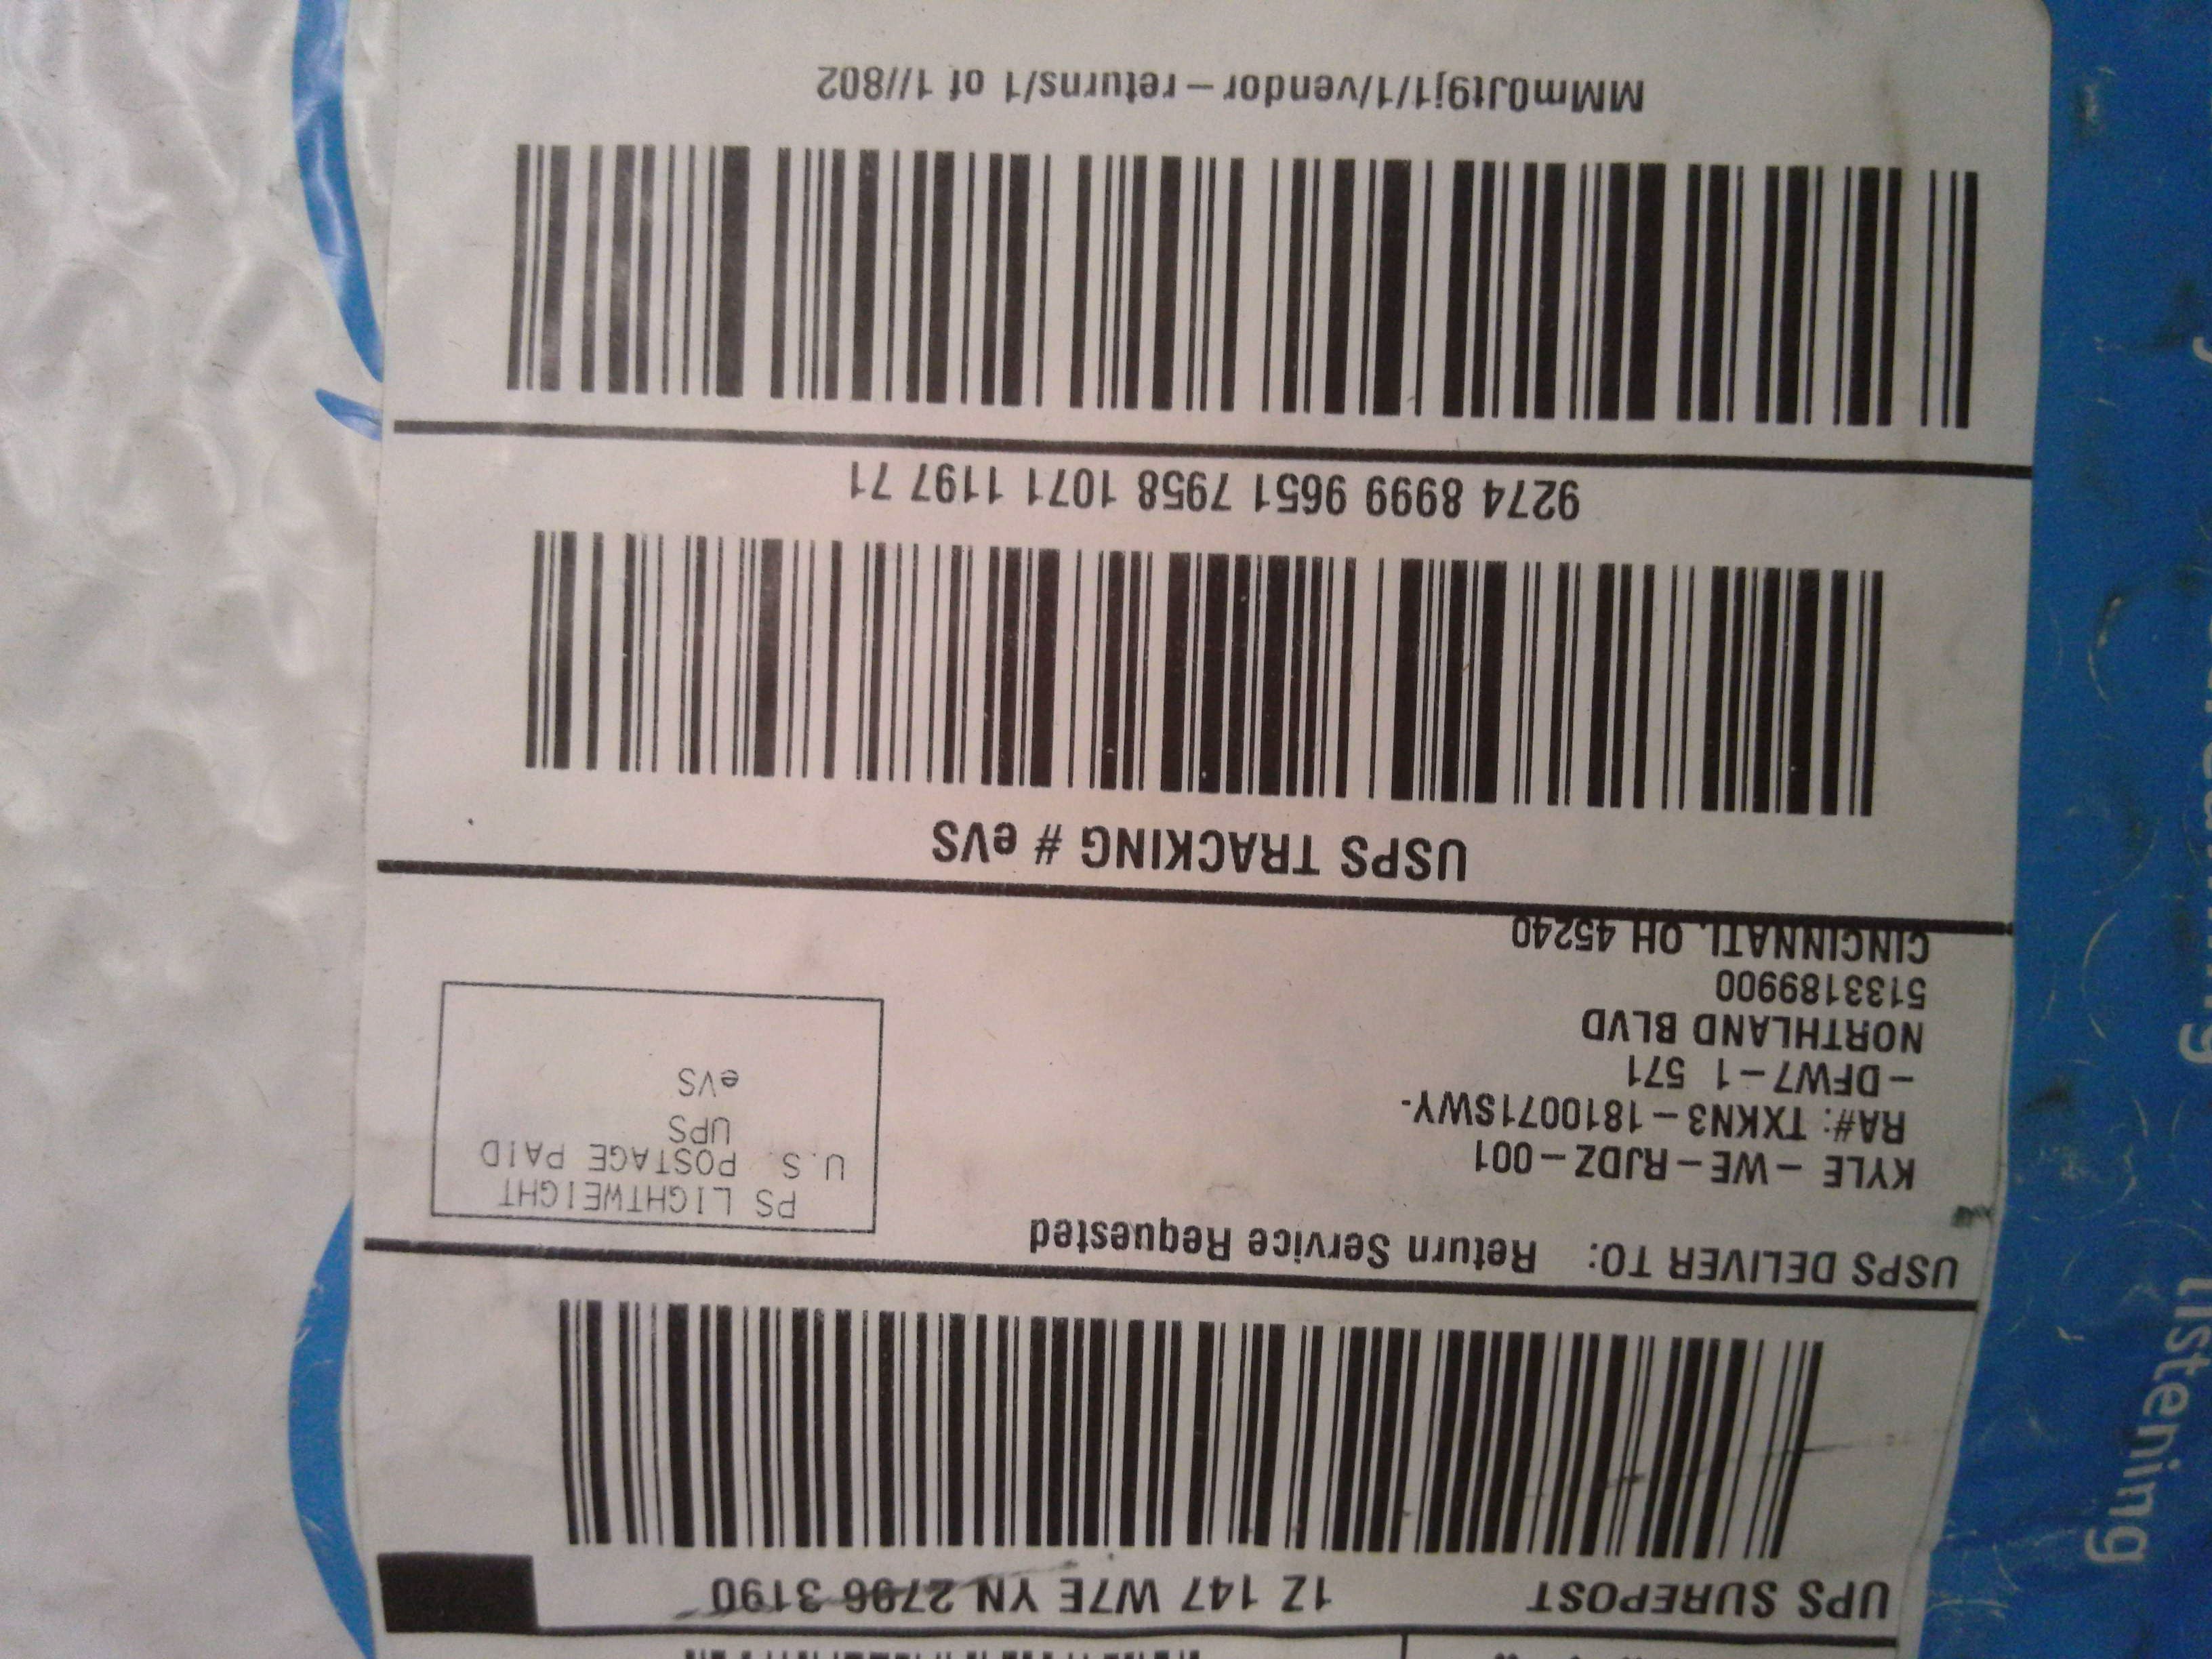 UPS SUREPOST
1Z 147 W7E YN 2796 3190
USPS DELIVER TO: Return Service Requested
KYLE - WE - RJDZ - 001
RA#: TXKN3 - 1810071SWY-
- DFW7 - 1 571
NORTHLAND BLVD
5133189900
CINCINNATI, OH 45240
PS LIGHTWEIGHT
U.S. POSTAGE PAID
UPS
eVS
USPS TRACKING # eVS
9274 8999 9651 7958 1071 1197 71
MMm0Jt9j1/1/vendor - returns/1 of 1//802
listening